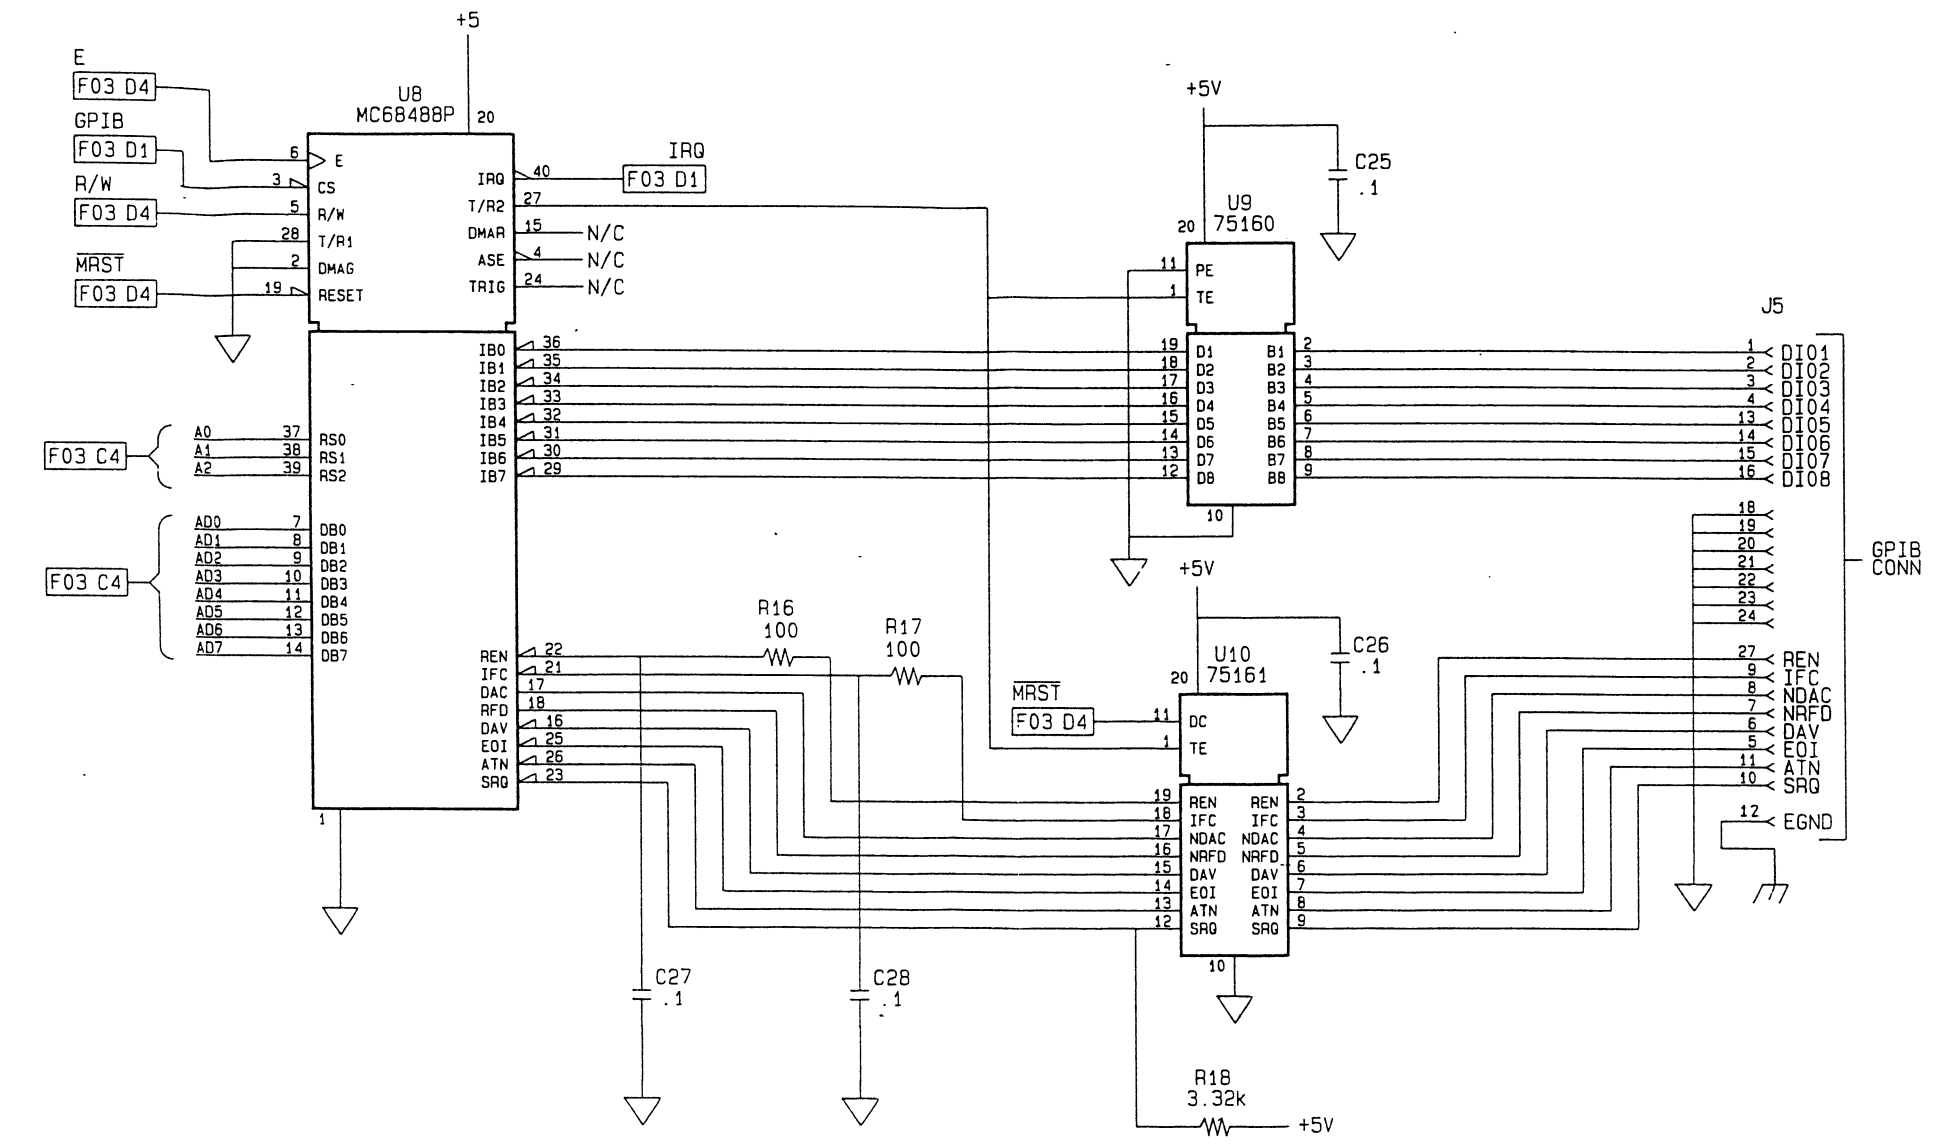 +5
E
F03 D4
GPIB
F03 D1
R/W
F03 D4
MRST
F03 D4
U8
MC68488P
20
6 E
3 CS
5 R/W
28 T/R1
2 DMAG
19 RESET
IRQ 40
T/R2 27
DMAR 15 N/C
ASE 4 N/C
TRIG 24 N/C
IRQ
F03 D1
IB0 36
IB1 35
IB2 34
IB3 33
IB4 32
IB5 31
IB6 30
IB7 29
F03 C4
A0 37 RS0
A1 38 RS1
A2 39 RS2
F03 C4
AD0 7 DB0
AD1 8 DB1
AD2 9 DB2
AD3 10 DB3
AD4 11 DB4
AD5 12 DB5
AD6 13 DB6
AD7 14 DB7
REN 22
IFC 21
DAC 17
RFD 18
DAV 16
EOI 25
ATN 26
SRQ 23
1
R16
100
R17
100
C27
.1
C28
.1
+5V
C25
.1
U9
75160
20
11 PE
1 TE
19 D1 B1 2
18 D2 B2 3
17 D3 B3 4
16 D4 B4 5
15 D5 B5 6
14 D6 B6 7
13 D7 B7 8
12 D8 B8 9
10
+5V
C26
.1
U10
75161
20
MRST
F03 D4
11 DC
1 TE
19 REN REN 2
18 IFC IFC 3
17 NDAC NDAC 4
16 NRFD NRFD 5
15 DAV DAV 6
14 EOI EOI 7
13 ATN ATN 8
12 SRQ SRQ 9
10
R18
3.32k
+5V
J5
1 DIO1
2 DIO2
3 DIO3
4 DIO4
13 DIO5
14 DIO6
15 DIO7
16 DIO8
18
19
20
21
22
23
24
27 REN
9 IFC
8 NDAC
7 NRFD
6 DAV
5 EOI
11 ATN
10 SRQ
12 EGND
GPIB
CONN